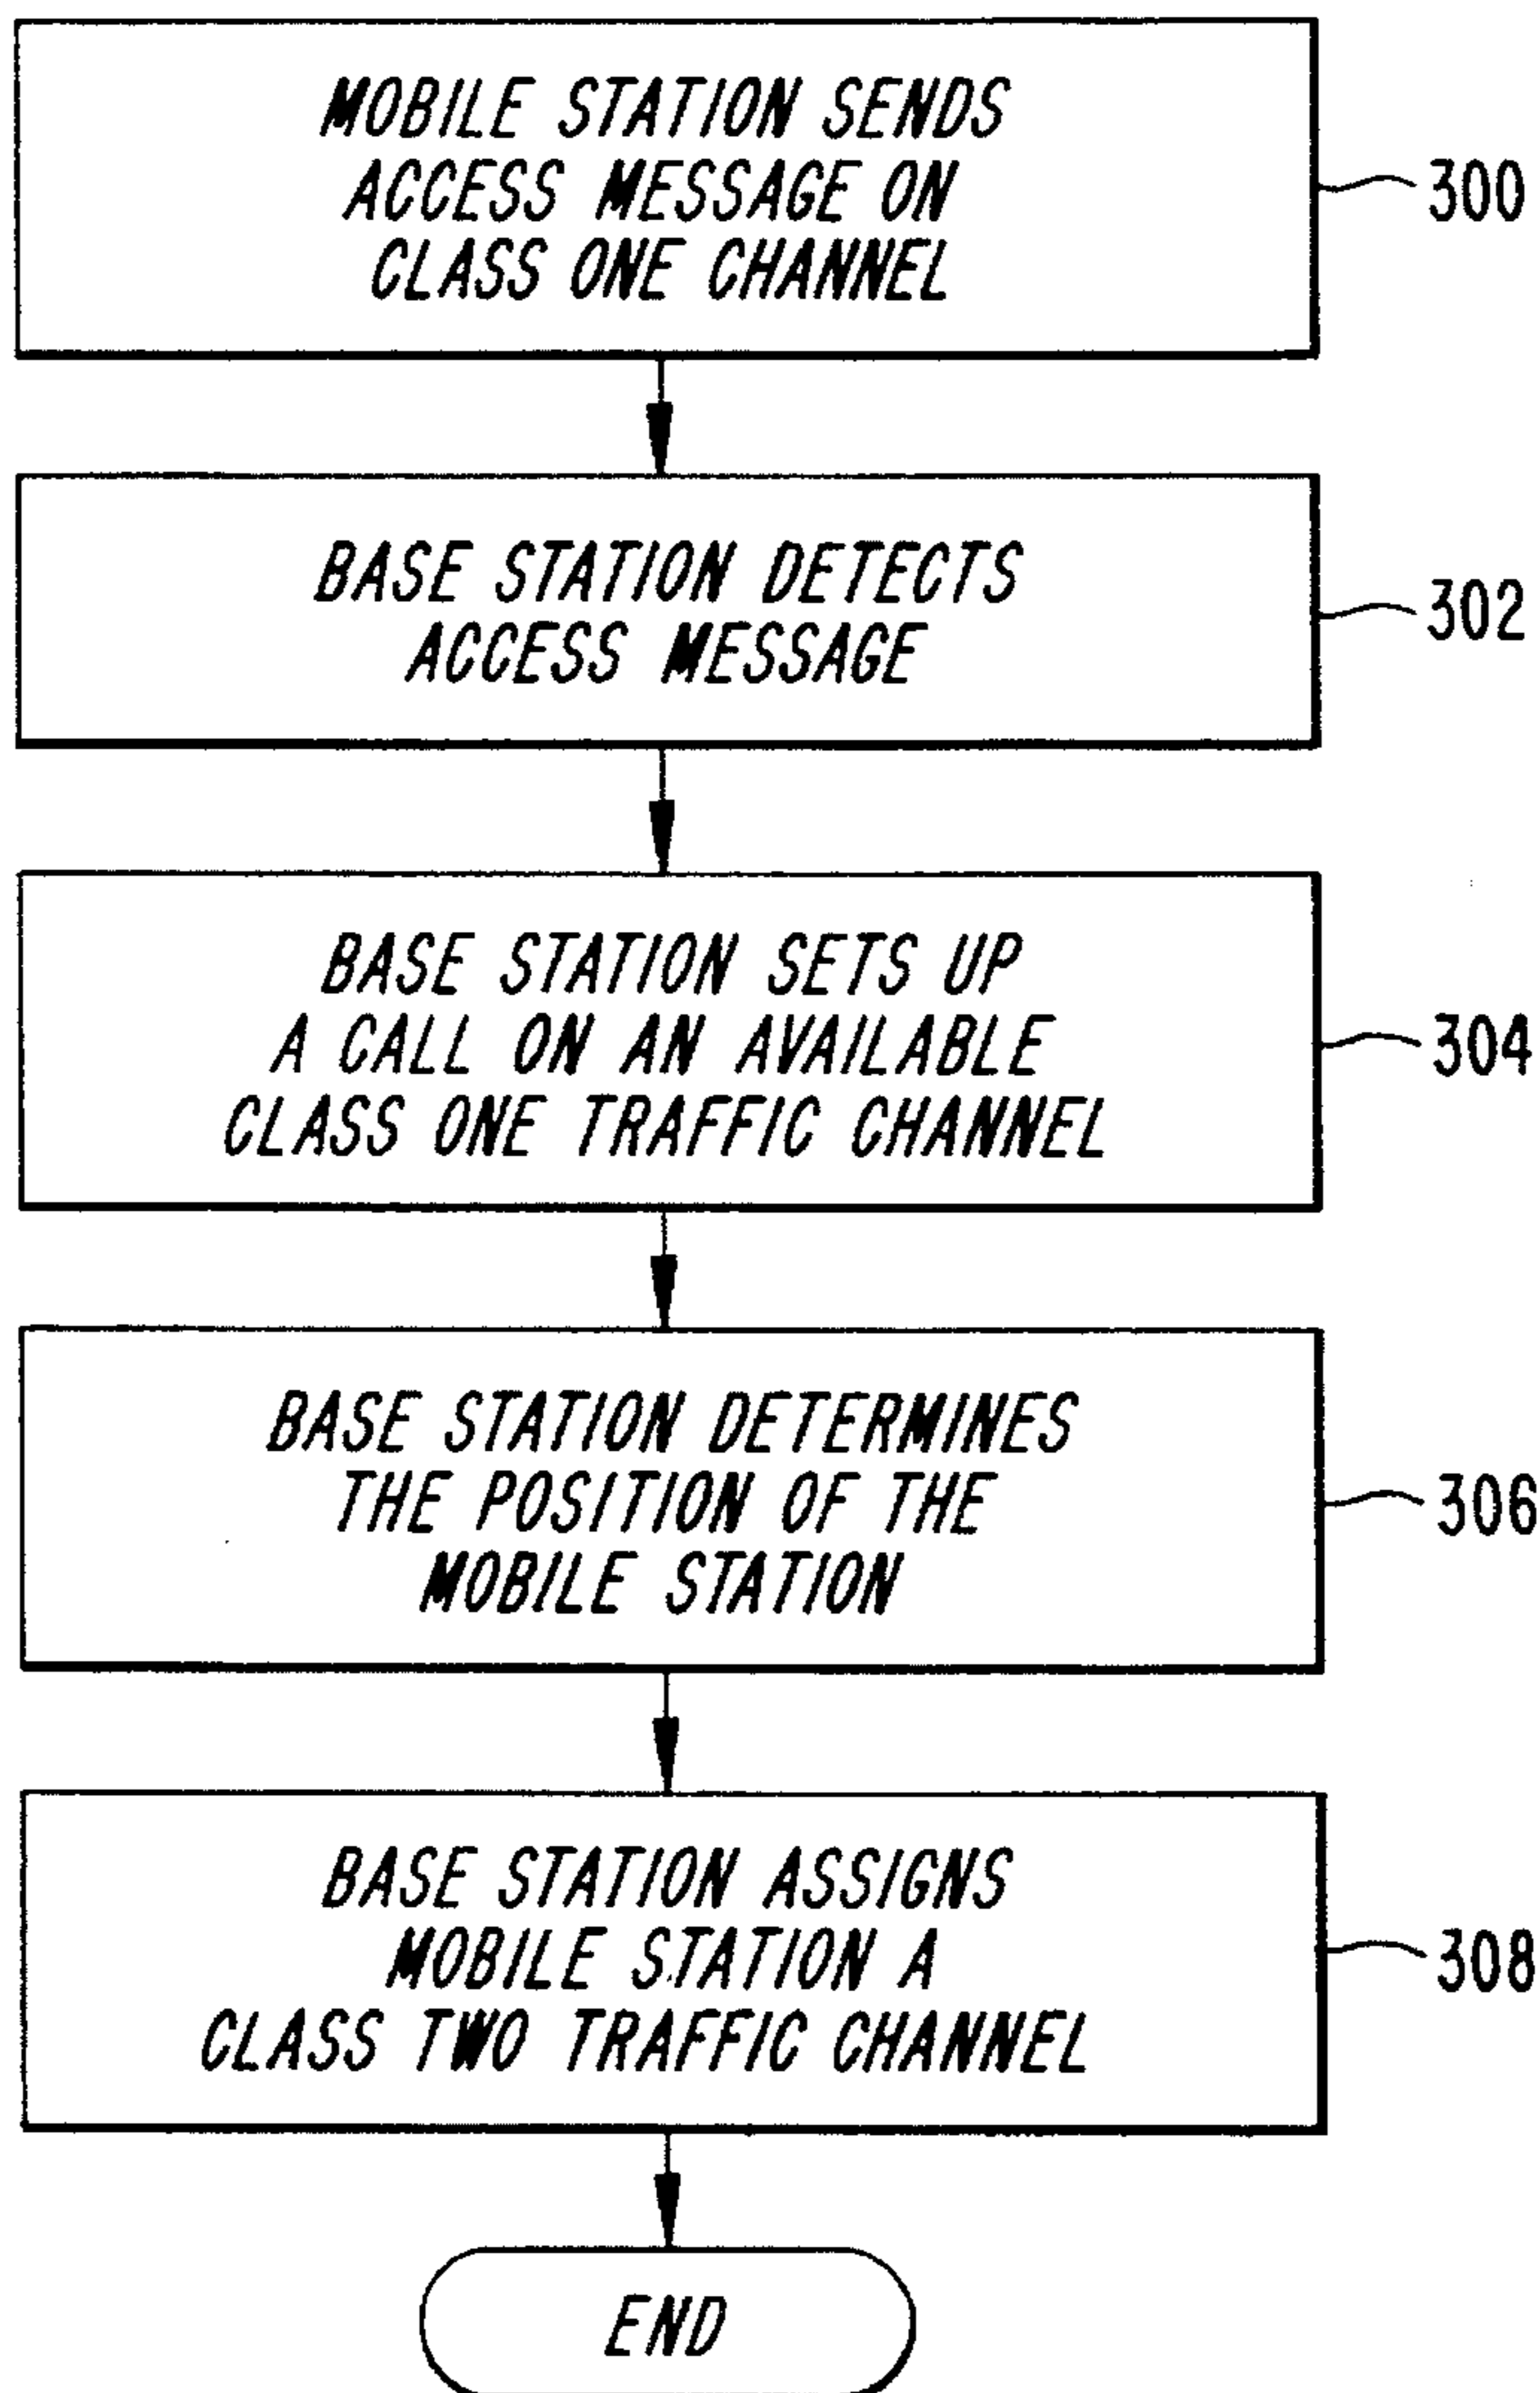 MOBILE STATION SENDS
ACCESS MESSAGE ON
CLASS ONE CHANNEL
300
BASE STATION DETECTS
ACCESS MESSAGE
302
BASE STATION SETS UP
A CALL ON AN AVAILABLE
CLASS ONE TRAFFIC CHANNEL
304
BASE STATION DETERMINES
THE POSITION OF THE
MOBILE STATION
306
BASE STATION ASSIGNS
MOBILE STATION A
CLASS TWO TRAFFIC CHANNEL
308
END